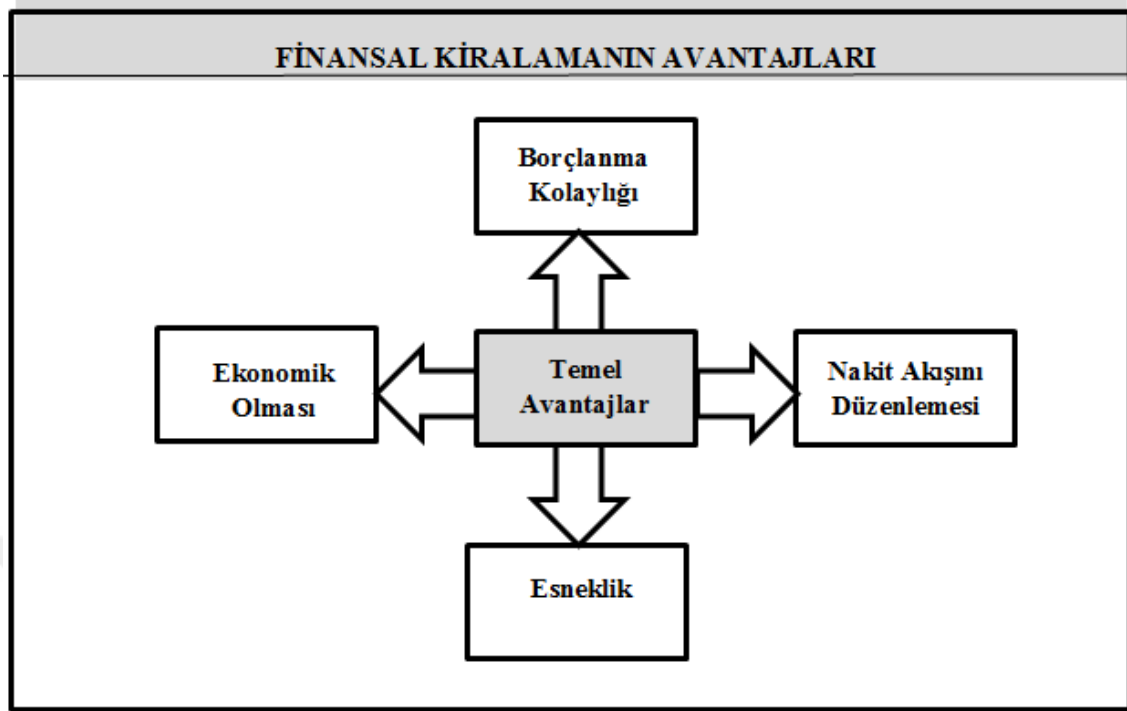 FİNANSAL KİRALAMANIN AVANTAJLARI
Borçlanma
Kolaylığı
Ekonomik
Olması
Temel
Avantajlar
Nakit Akışını
Düzenlemesi
Esneklik